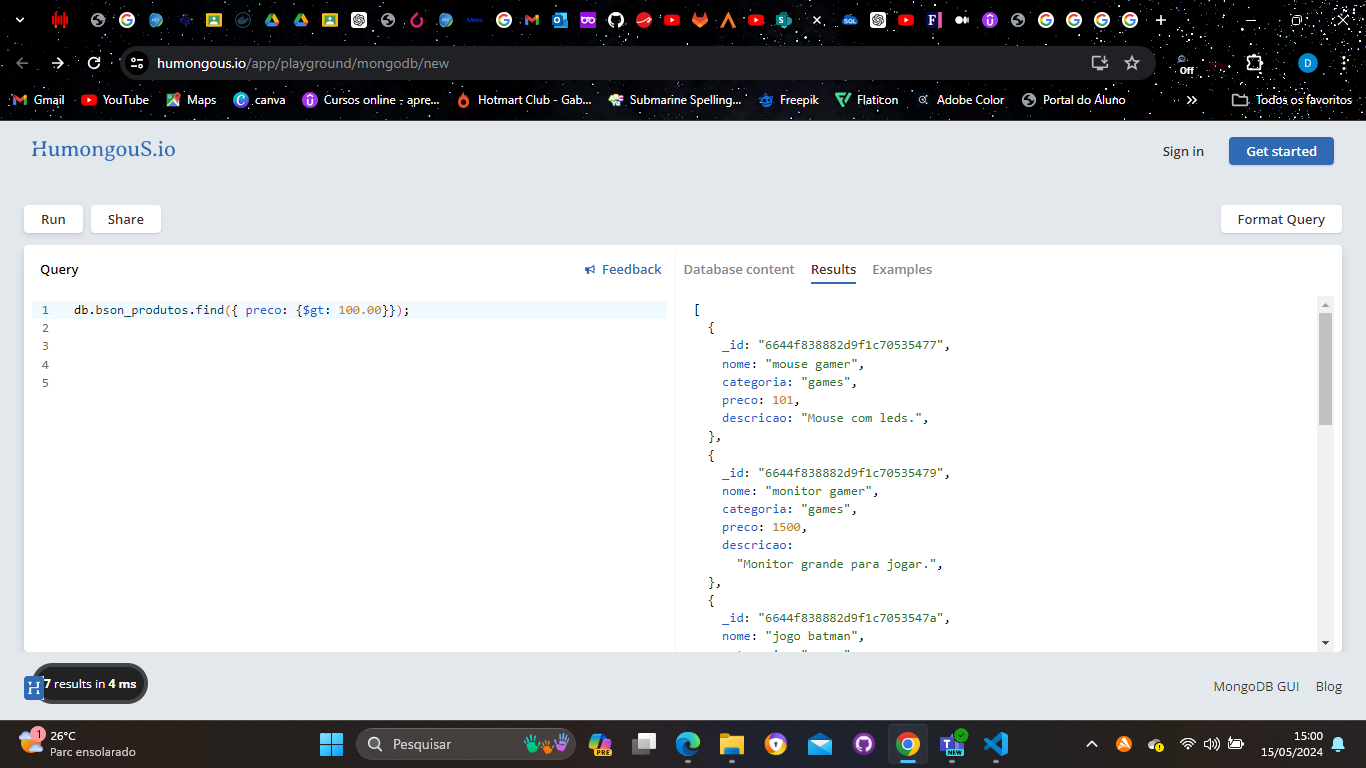 humongous.io/app/playground/mongodb/new
Off
D
Gmail
YouTube
Maps
canva
Cursos online - apre...
Hotmart Club - Gab...
Submarine Spelling...
Freepik
Flaticon
Adobe Color
Portal do Aluno
»
Todos os favoritos
HumongouS.io
Sign in
Get started
Run
Share
Format Query
Query
Feedback
Database content
Results
Examples
1 db.bson_produtos.find({ preco: {$gt: 100.00}});
2
3
4
5
[
{
_id: "6644f838882d9f1c70535477",
nome: "mouse gamer",
categoria: "games",
preco: 101,
descricao: "Mouse com leds.",
},
{
_id: "6644f838882d9f1c70535479",
nome: "monitor gamer",
categoria: "games",
preco: 1500,
descricao:
"Monitor grande para jogar.",
},
{
_id: "6644f838882d9f1c7053547a",
nome: "jogo batman",
H
7 results in 4 ms
MongoDB GUI
Blog
1
26°C
Parc ensolarado
Pesquisar
PRE
NEW
15:00
15/05/2024